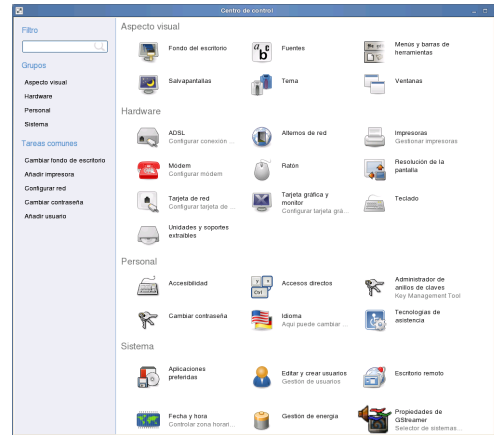 Centro de control
Filtro
Grupos
Aspecto visual
Hardware
Personal
Sistema
Tareas comunes
Cambiar fondo de escritorio
Añadir impresora
Configurar red
Cambiar contraseña
Añadir usuario
Aspecto visual
Fondo del escritorio
Fuentes
Menús y barras de
herramientas
Salvapantallas
Tema
Ventanas
Hardware
ADSL
Configurar conexión ...
Alternos de red
Impresoras
Gestionar impresoras
Módem
Configurar módem
Ratón
Resolución de la
pantalla
Tarjeta de red
Configurar tarjeta de ...
Tarjeta gráfica y
monitor
Configurar tarjeta grá...
Teclado
Unidades y soportes
extraíbles
Personal
Accesibilidad
Accesos directos
Administrador de
anillos de claves
Key Management Tool
Cambiar contraseña
Idioma
Aquí puede cambiar ...
Tecnologías de
asistencia
Sistema
Aplicaciones
preferidas
Editar y crear usuarios
Gestión de usuarios
Escritorio remoto
Fecha y hora
Controlar zona horari...
Gestión de energía
Propiedades de
GStreamer
Selector de sistemas...